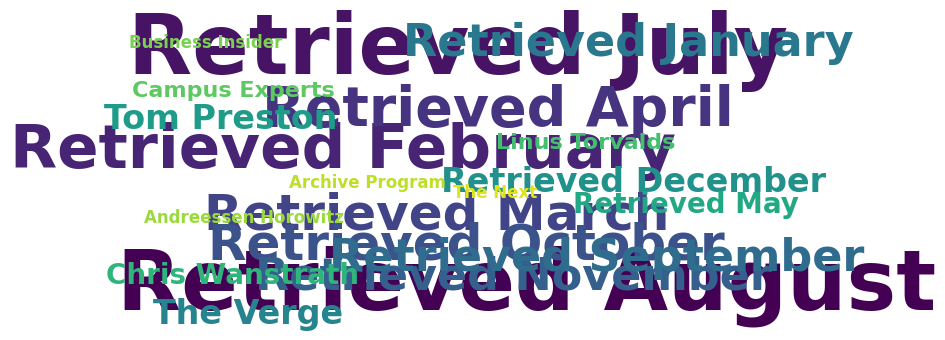 Retrieved July
Business Insider
Retrieved January
Campus Experts
Retrieved April
Tom Preston
Linus Torvalds
Retrieved February
Archive Program
Retrieved December
The Next
Retrieved May
Retrieved March
Andreessen Horowitz
Retrieved October
Retrieved September
Retrieved November
Chris Wanstrath
Retrieved August
The Verge